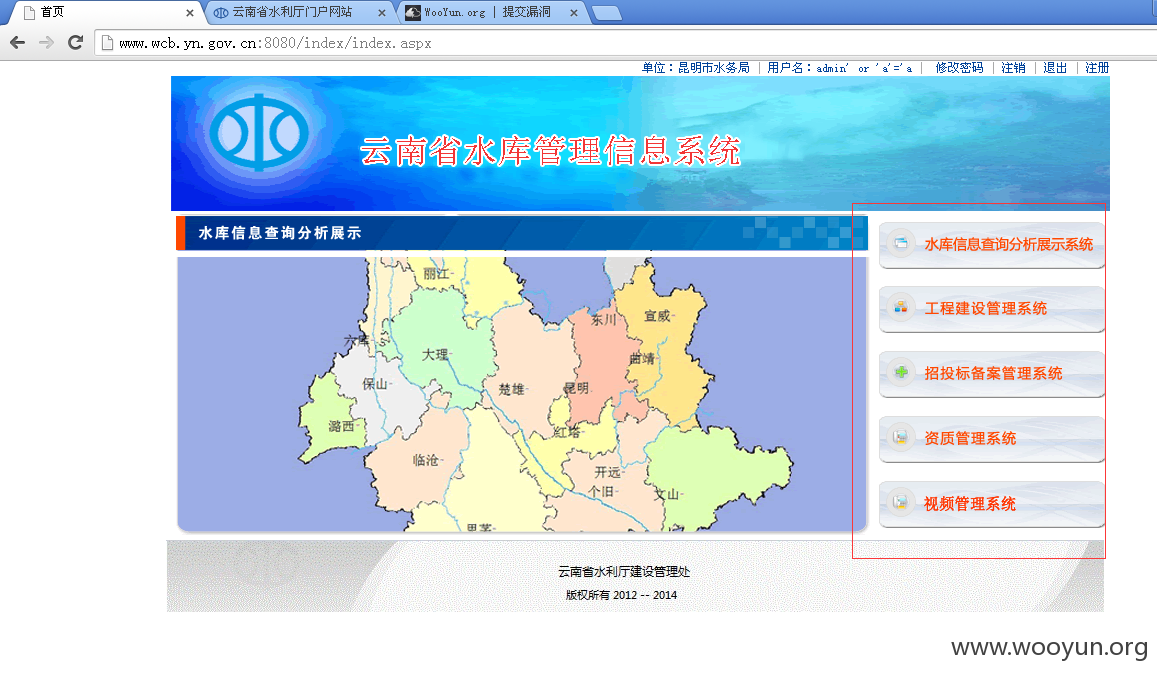 首页
云南省水利厅门户网站
WooYun.org | 提交漏洞
www.wcb.yn.gov.cn:8080/index/index.aspx
单位：昆明市水务局 | 用户名：admin' or 'a'='a | 修改密码 | 注销 | 退出 | 注册
云南省水库管理信息系统
水库信息查询分析展示
水库信息查询分析展示系统
工程建设管理系统
招投标备案管理系统
资质管理系统
视频管理系统
丽江
东川
宣威
六库
大理
曲靖
保山
楚雄
昆明
潞西
红塔
临沧
开远
个旧
文山
思茅
云南省水利厅建设管理处
版权所有 2012 -- 2014
www.wooyun.org